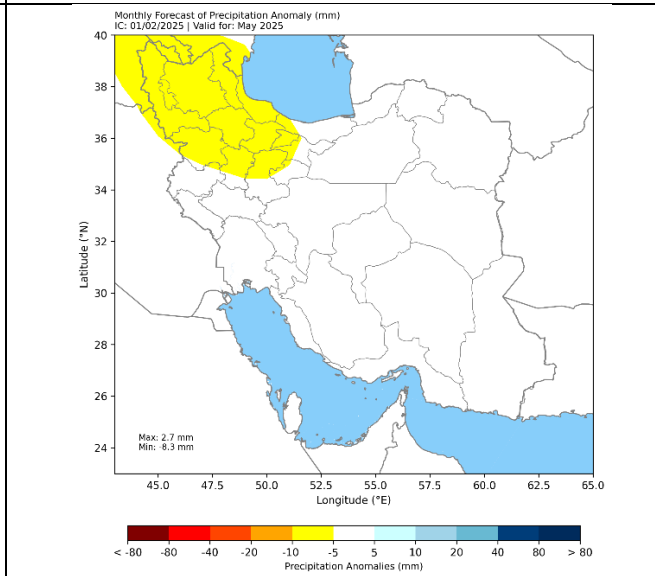 Monthly Forecast of Precipitation Anomaly (mm)
IC: 01/02/2025 | Valid for: May 2025
40
38
36
34
32
30
28
26
24
Latitude (°N)
Max: 2.7 mm
Min: -8.3 mm
45.0 47.5 50.0 52.5 55.0 57.5 60.0 62.5 65.0
Longitude (°E)
< -80 -80 -40 -20 -10 -5 5 10 20 40 80 > 80
Precipitation Anomalies (mm)